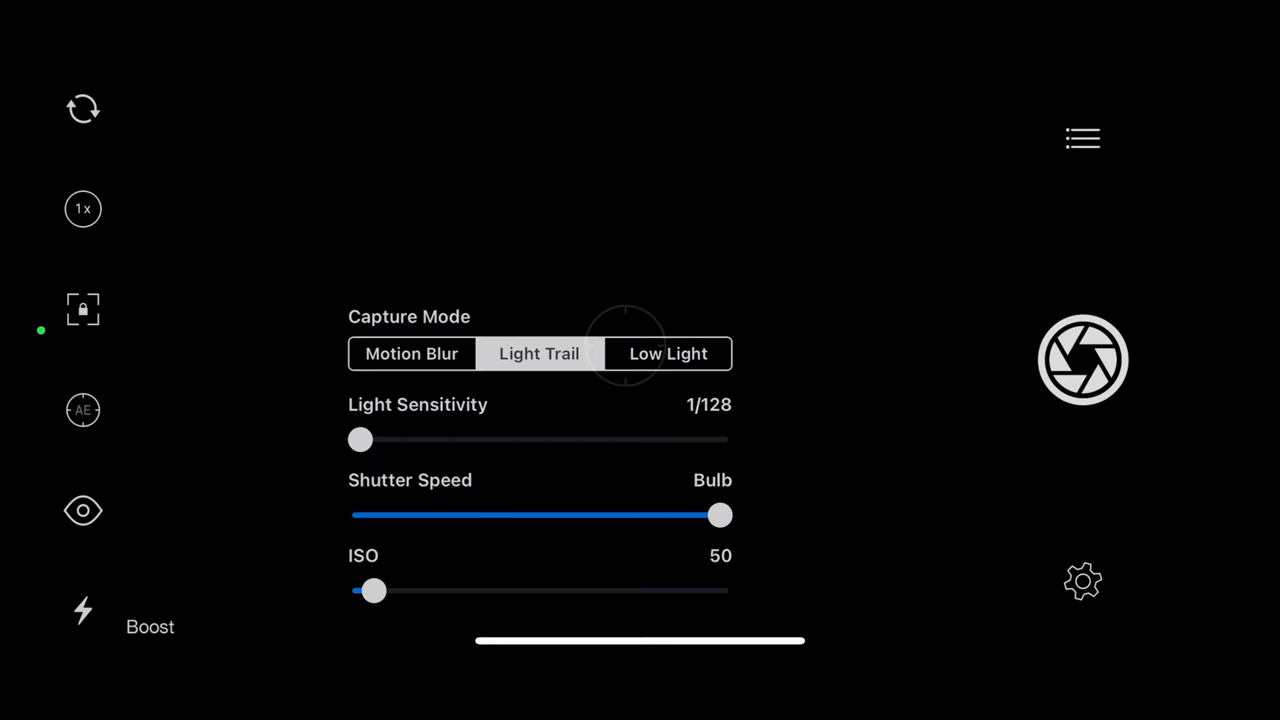 1x
Capture Mode
Motion Blur Light Trail Low Light
Light Sensitivity 1/128
AE
Shutter Speed Bulb
ISO 50
Boost